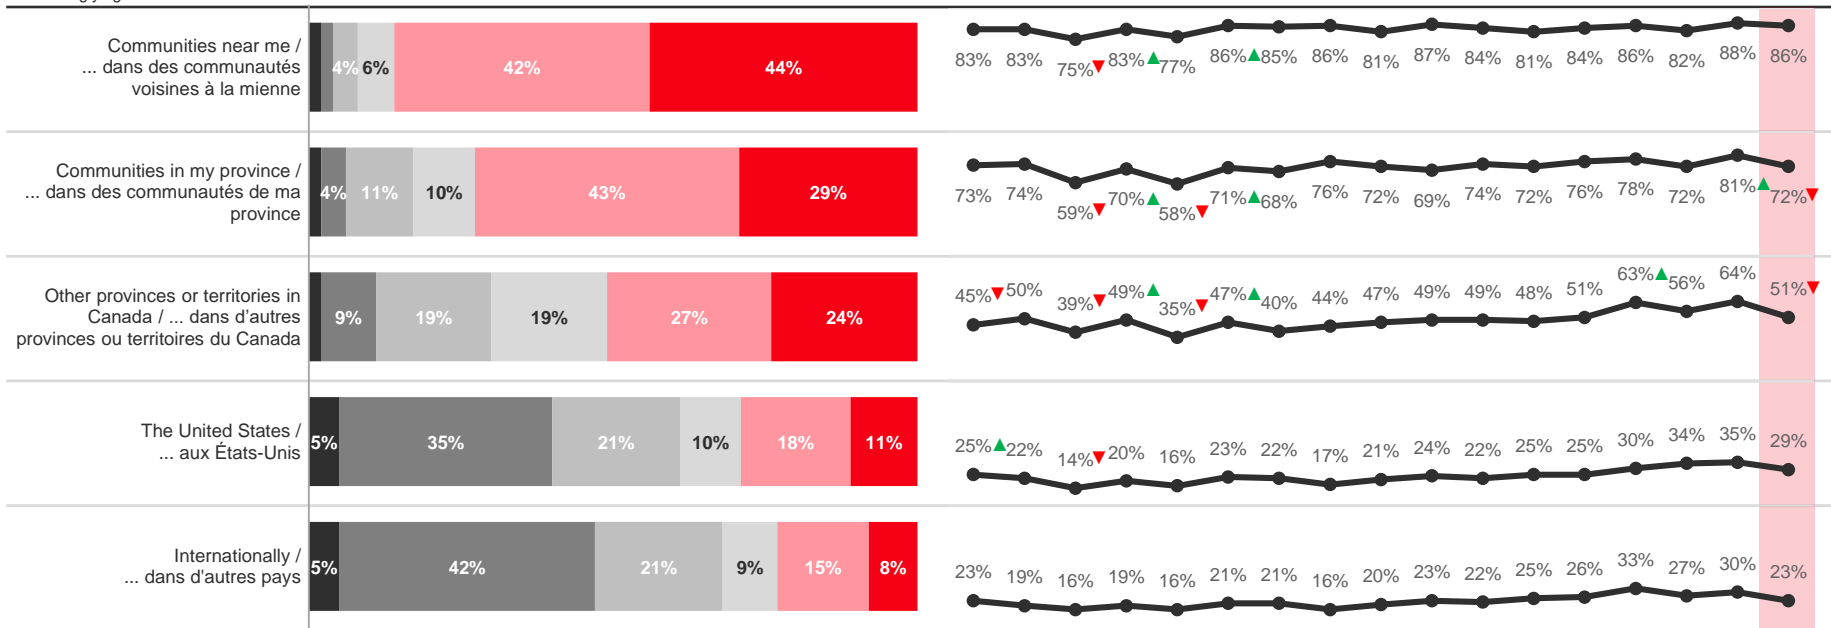 Communities near me /
... dans des communautés
voisines à la mienne
4% 6% 42% 44%
83% 83% 75% 83% 77% 86% 85% 86% 81% 87% 84% 81% 84% 86% 82% 88% 86%
Communities in my province /
... dans des communautés de ma
province
4% 11% 10% 43% 29%
73% 74% 59% 70% 58% 71% 68% 76% 72% 69% 74% 72% 76% 78% 72% 81% 72%
Other provinces or territories in
Canada / ... dans d’autres
provinces ou territoires du Canada
9% 19% 19% 27% 24%
45% 50% 39% 49% 35% 47% 40% 44% 47% 49% 49% 48% 51% 63% 56% 64% 51%
The United States /
... aux États-Unis
5% 35% 21% 10% 18% 11%
25% 22% 14% 20% 16% 23% 22% 17% 21% 24% 22% 25% 25% 30% 34% 35% 29%
Internationally /
... dans d'autres pays
5% 42% 21% 9% 15% 8%
23% 19% 16% 19% 16% 21% 21% 16% 20% 23% 22% 25% 26% 33% 27% 30% 23%